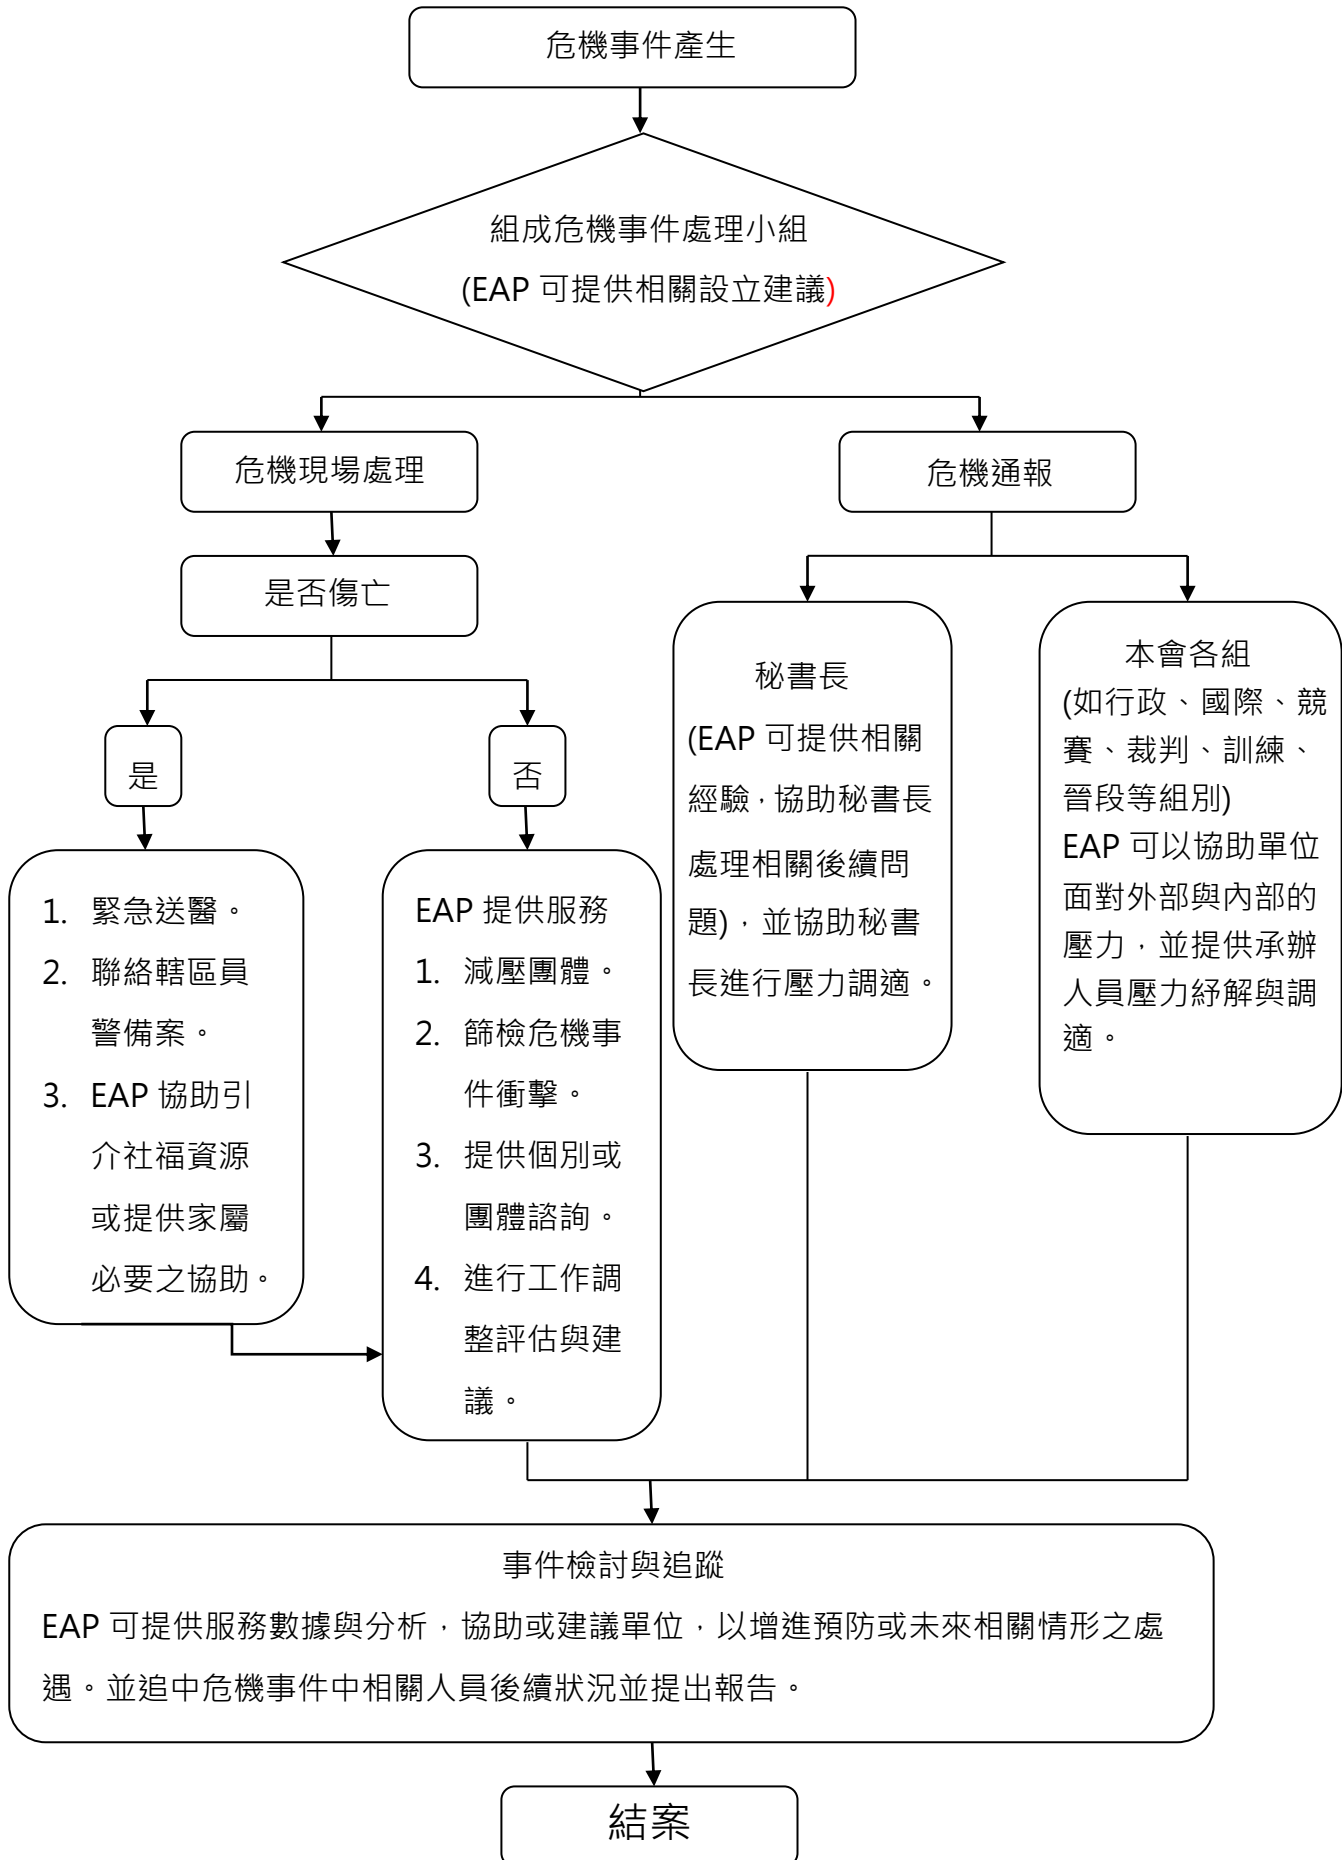 危機事件產生
組成危機事件處理小組
(EAP 可提供相關設立建議)
危機現場處理
危機通報
是否傷亡
是
否
1. 緊急送醫。
2. 聯絡轄區員
警備案。
3. EAP 協助引
介社福資源
或提供家屬
必要之協助。
EAP 提供服務
1. 減壓團體。
2. 篩檢危機事
件衝擊。
3. 提供個別或
團體諮詢。
4. 進行工作調
整評估與建
議。
秘書長
(EAP 可提供相關
經驗，協助秘書長
處理相關後續問
題)，並協助秘書
長進行壓力調適。
本會各組
(如行政、國際、競
賽、裁判、訓練、
晉段等組別)
EAP 可以協助單位
面對外部與內部的
壓力，並提供承辦
人員壓力紓解與調
適。
事件檢討與追蹤
EAP 可提供服務數據與分析，協助或建議單位，以增進預防或未來相關情形之處
遇。並追中危機事件中相關人員後續狀況並提出報告。
結案